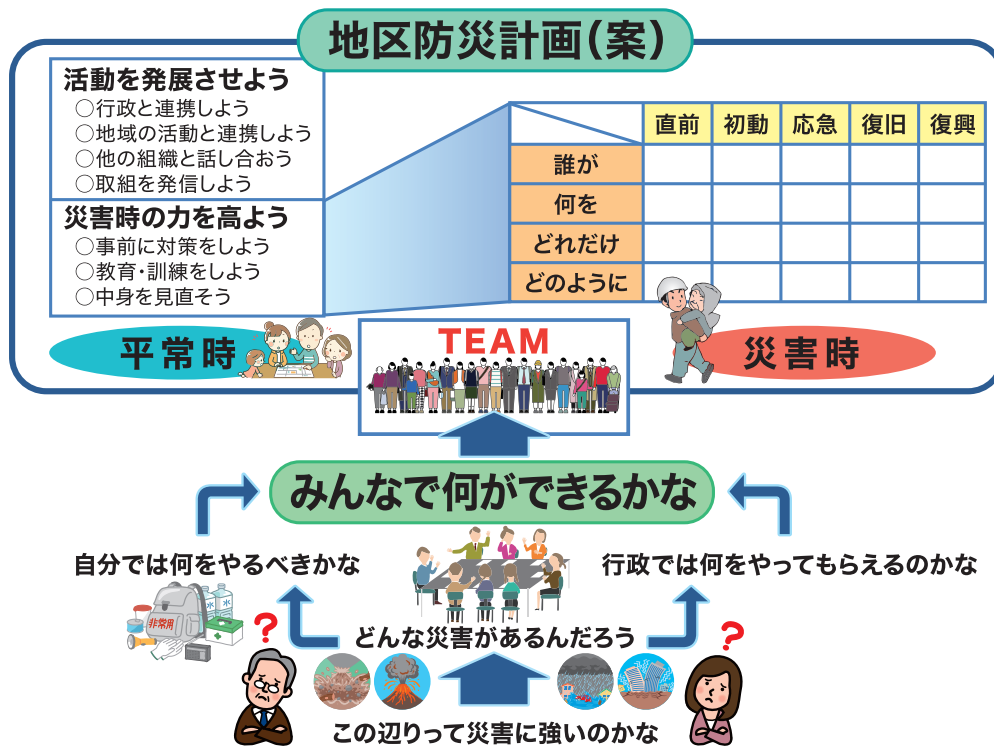 地区防災計画(案)
活動を発展させよう
○行政と連携しよう
○地域の活動と連携しよう
○他の組織と話し合おう
○取組を発信しよう
災害時の力を高よう
○事前に対策をしよう
○教育・訓練をしよう
○中身を見直そう
直前 初動 応急 復旧 復興
誰が
何を
どれだけ
どのように
平常時
TEAM
災害時
みんなで何ができるかな
自分では何をやるべきかな
行政では何をやってもらえるのかな
非常用
水 水
?
どんな災害があるんだろう
?
この辺りって災害に強いのかな